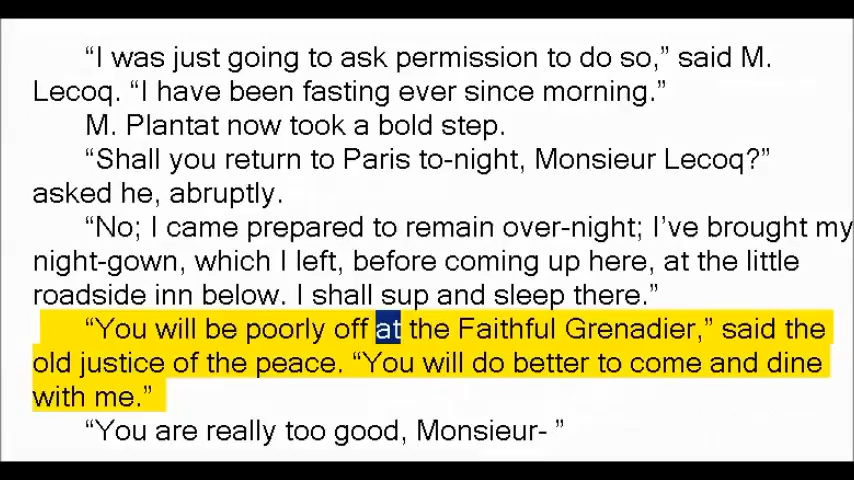 “I was just going to ask permission to do so,” said M.
Lecoq. “I have been fasting ever since morning.”
M. Plantat now took a bold step.
“Shall you return to Paris to-night, Monsieur Lecoq?”
asked he, abruptly.
“No; I came prepared to remain over-night; I’ve brought my
night-gown, which I left, before coming up here, at the little
roadside inn below. I shall sup and sleep there.”
“You will be poorly off at the Faithful Grenadier,” said the
old justice of the peace. “You will do better to come and dine
with me.”
“You are really too good, Monsieur- ”